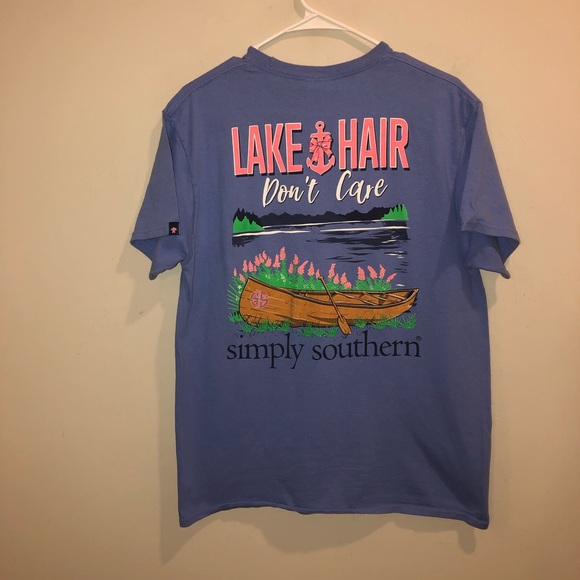 LAKE HAIR
Don't Care
simply southern®